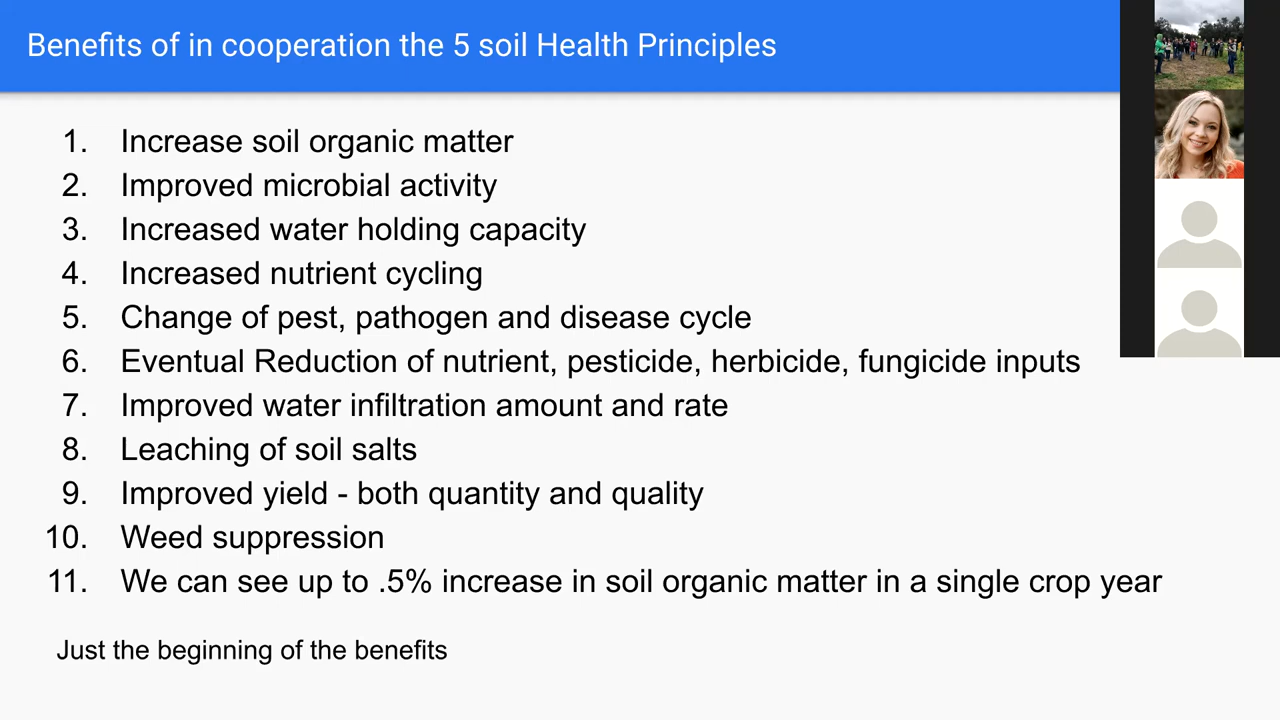 Benefits of in cooperation the 5 soil Health Principles
1. Increase soil organic matter
2. Improved microbial activity
3. Increased water holding capacity
4. Increased nutrient cycling
5. Change of pest, pathogen and disease cycle
6. Eventual Reduction of nutrient, pesticide, herbicide, fungicide inputs
7. Improved water infiltration amount and rate
8. Leaching of soil salts
9. Improved yield - both quantity and quality
10. Weed suppression
11. We can see up to .5% increase in soil organic matter in a single crop year
Just the beginning of the benefits